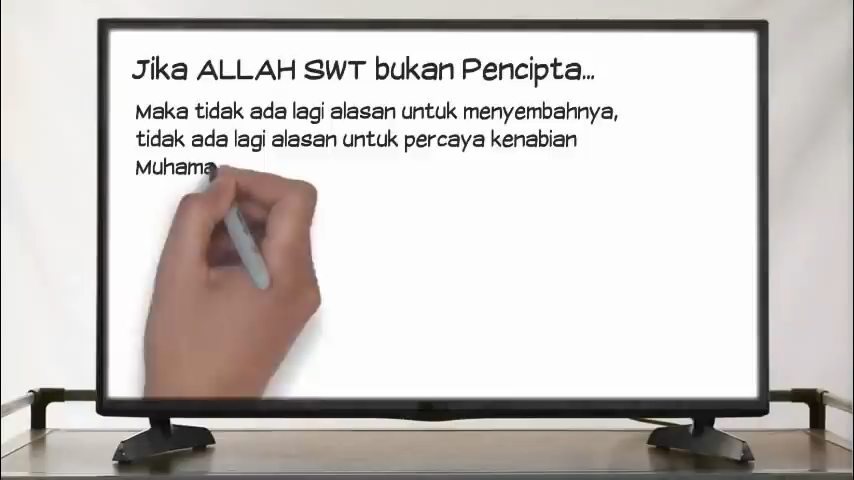 Jika ALLAH SWT bukan Pencipta...
Maka tidak ada lagi alasan untuk menyembahnya,
tidak ada lagi alasan untuk percaya kenabian
Muhama